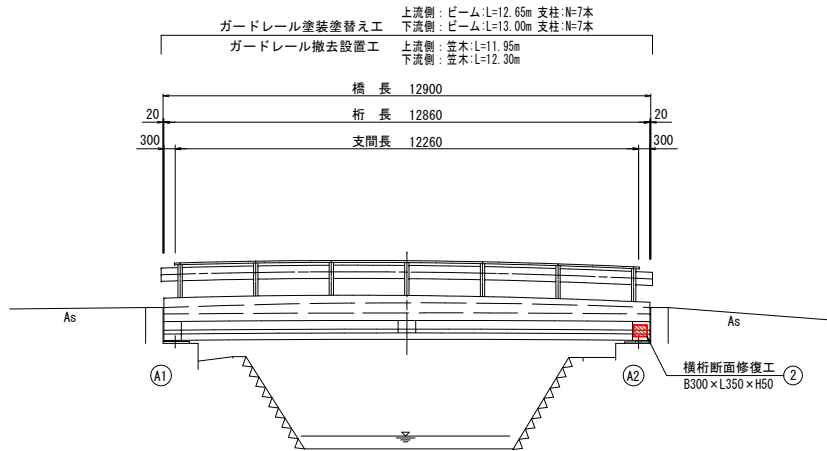 ガードレール塗装塗替え工
上流側：ビーム:L=12.65m 支柱:N=7本
下流側：ビーム:L=13.00m 支柱:N=7本
ガードレール撤去設置工
上流側：笠木:L=11.95m
下流側：笠木:L=12.30m
橋 長 12900
20
桁 長 12860
20
300
支間長 12260
300
As
As
A1
A2
横桁断面修復工
B300×L350×H50
2